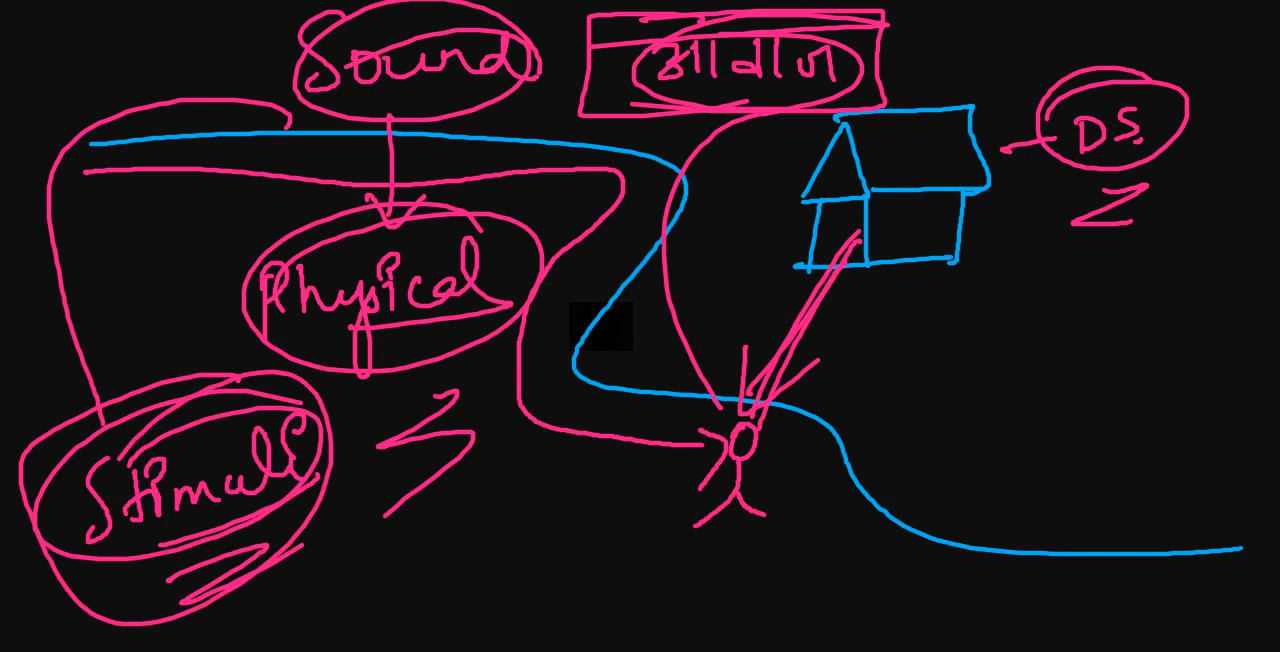 Sound
आवाज
DS
Physical
Stimuli